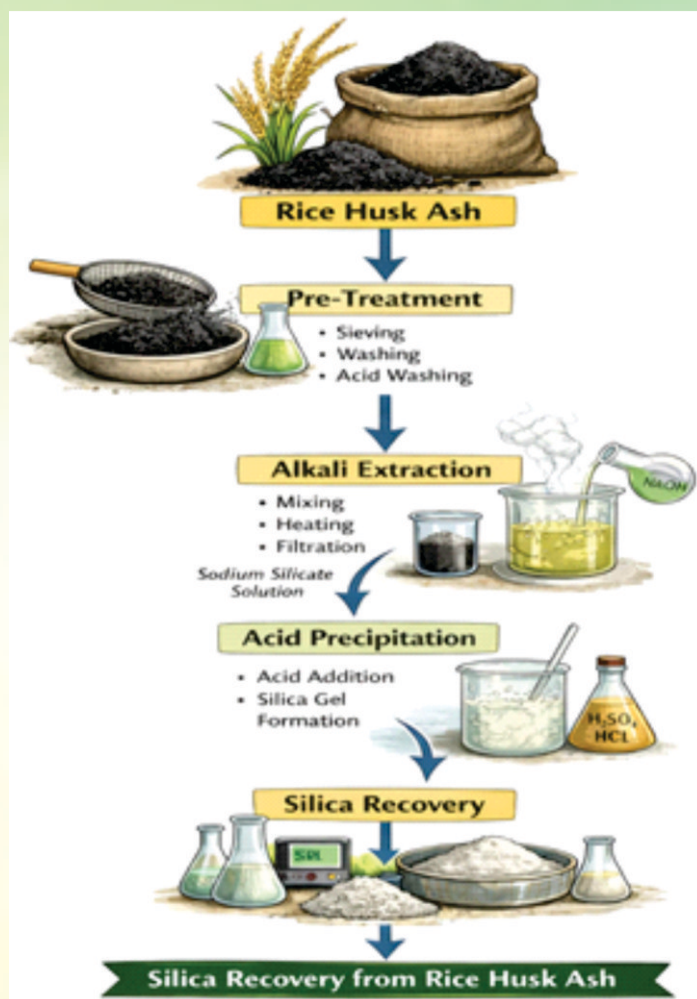 Rice Husk Ash
Pre-Treatment
• Sieving
• Washing
• Acid Washing
Alkali Extraction
• Mixing
• Heating
• Filtration
NaOH
Sodium Silicate
Solution
Acid Precipitation
• Acid Addition
• Silica Gel
Formation
H₂SO₄
HCL
Silica Recovery
Silica Recovery from Rice Husk Ash